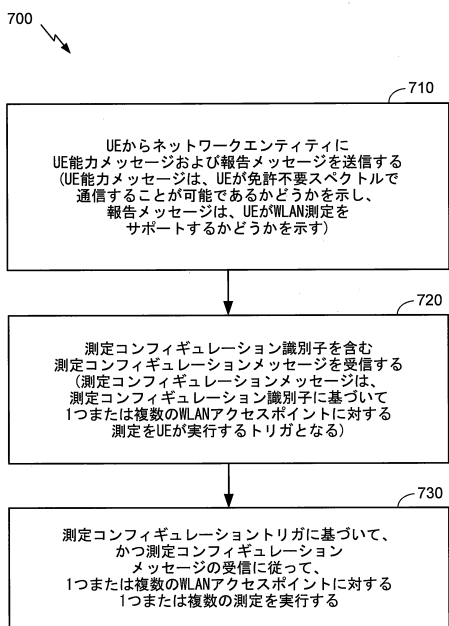 700
710
UEからネットワークエンティティに
UE能力メッセージおよび報告メッセージを送信する
(UE能力メッセージは、UEが免許不要スペクトルで
通信することが可能であるかどうかを示し、
報告メッセージは、UEがWLAN測定を
サポートするかどうかを示す)
720
測定コンフィギュレーション識別子を含む
測定コンフィギュレーションメッセージを受信する
(測定コンフィギュレーションメッセージは、
測定コンフィギュレーション識別子に基づいて
1つまたは複数のWLANアクセスポイントに対する
測定をUEが実行するトリガとなる)
730
測定コンフィギュレーショントリガに基づいて、
かつ測定コンフィギュレーション
メッセージの受信に従って、
1つまたは複数のWLANアクセスポイントに対する
1つまたは複数の測定を実行する